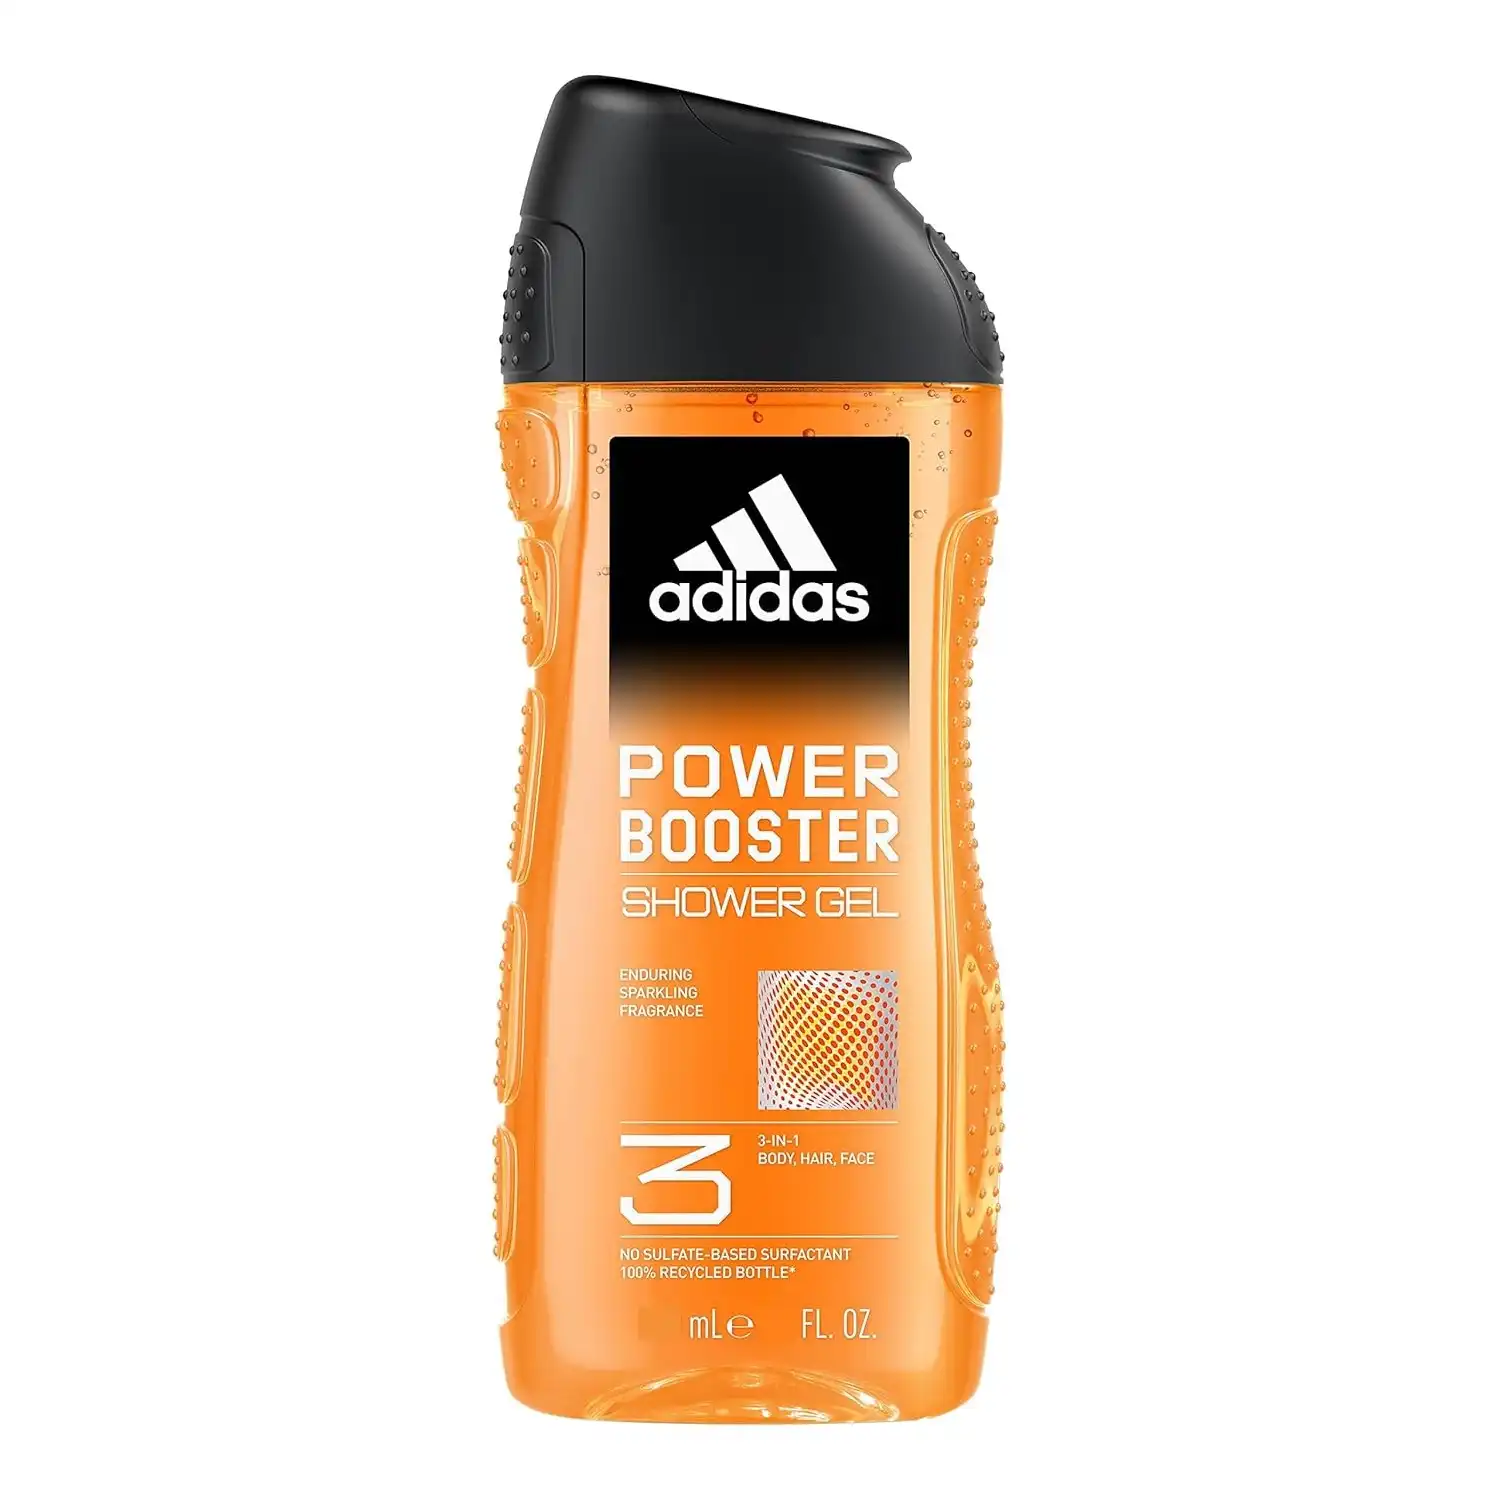 adidas
POWER
BOOSTER
SHOWER GEL
ENDURING
SPARKLING
FRAGRANCE
3
3-IN-1
BODY, HAIR, FACE
NO SULFATE-BASED SURFACTANT
100% RECYCLED BOTTLE*
mL℮ FL. OZ.